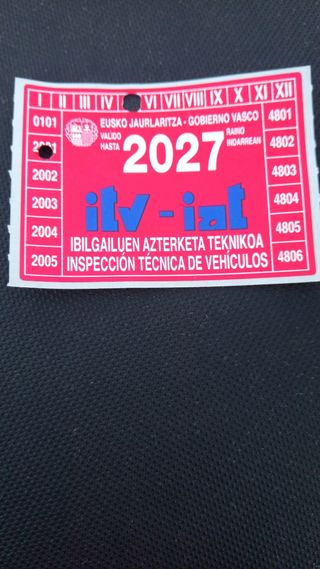 I II III IV VI VII VIII IX X XI XII
0101 EUSKO JAURLARITZA - GOBIERNO VASCO 4801
VALIDO HASTA 2027 RAINO INDARREAN
4802
2002 4803
2003 itv - iat 4804
2004 IBILGAILUEN AZTERKETA TEKNIKOA 4805
2005 INSPECCIÓN TÉCNICA DE VEHÍCULOS 4806